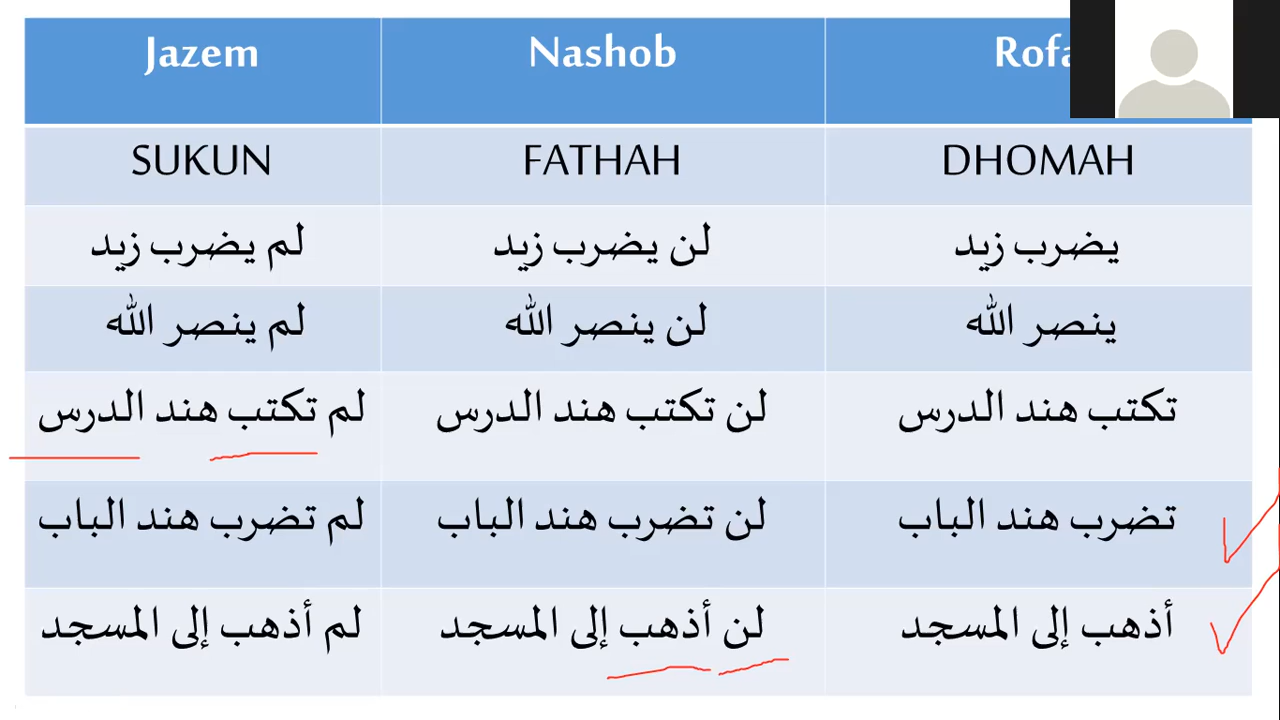 Jazem Nashob Rofa
SUKUN FATHAH DHOMAH
لم يضرب زيد لن يضرب زيد يضرب زيد
لم ينصر الله لن ينصر الله ينصر الله
لم تكتب هند الدرس لن تكتب هند الدرس تكتب هند الدرس
لم تضرب هند الباب لن تضرب هند الباب تضرب هند الباب
لم أذهب إلى المسجد لن أذهب إلى المسجد أذهب إلى المسجد